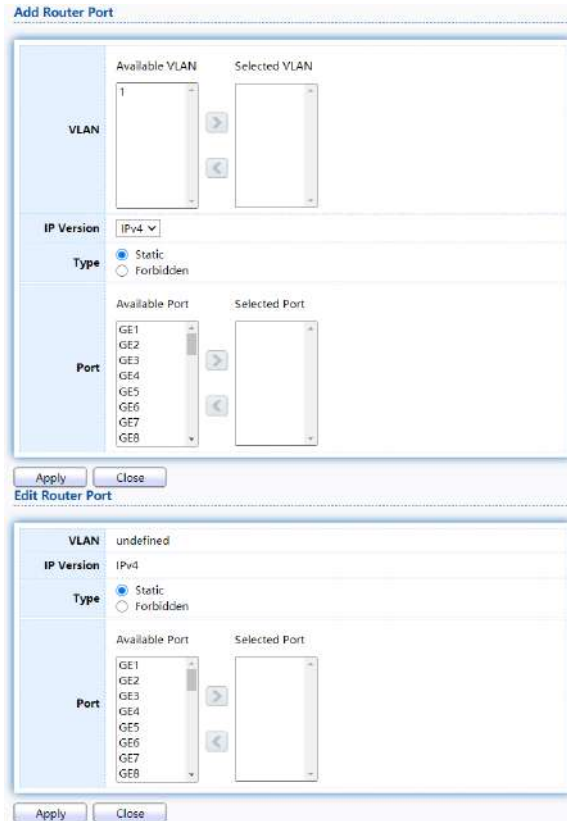 Add Router Port
Available VLAN Selected VLAN
1
VLAN
IP Version IPv4
Type Static
Forbidden
Available Port Selected Port
GE1
GE2
GE3
GE4
Port
GE5
GE6
GE7
GE8
Apply Close
Edit Router Port
VLAN undefined
IP Version IPv4
Type Static
Forbidden
Available Port Selected Port
GE1
GE2
GE3
GE4
Port
GE5
GE6
GE7
GE8
Apply Close